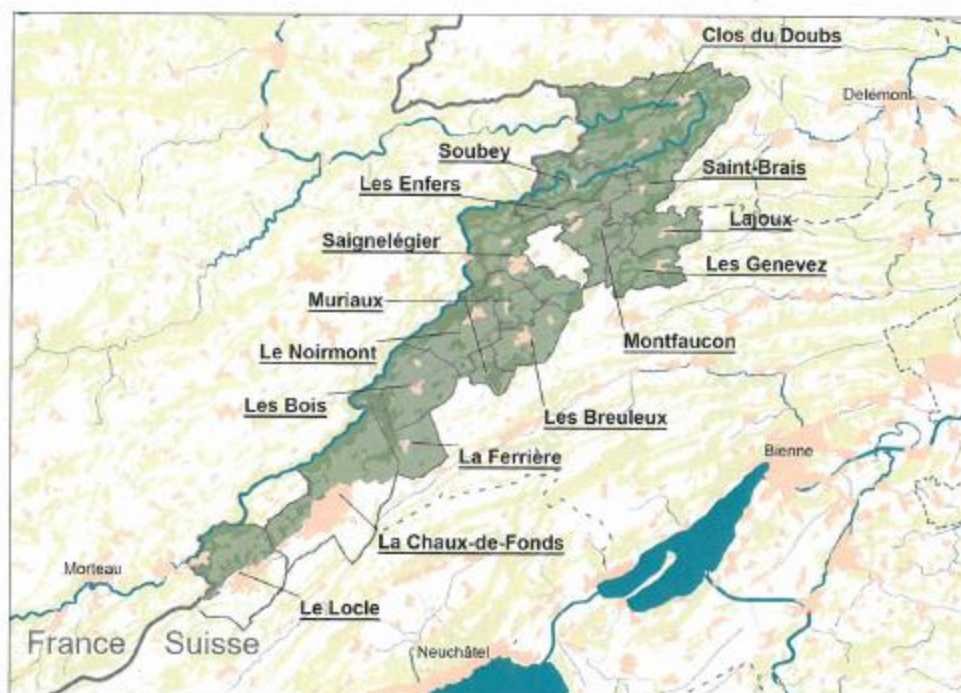 Clos du Doubs
Delémont
Soubey
Saint-Brais
Les Enfers
Lajoux
Saignelégier
Les Genevez
Muriaux
Montfaucon
Le Noirmont
Les Bois
Les Breuleux
Bienne
La Ferrière
La Chaux-de-Fonds
Morteau
Le Locle
France Suisse
Neuchâtel